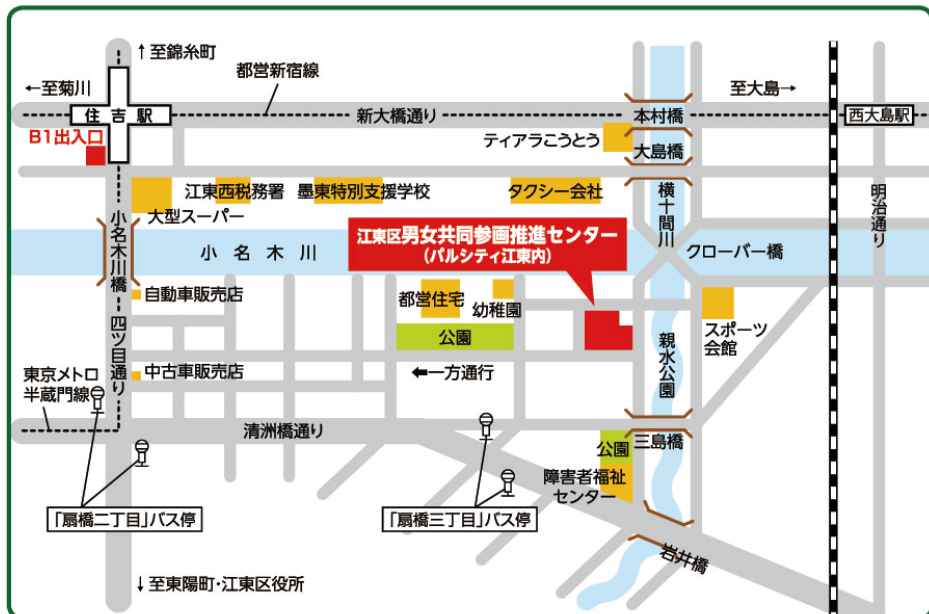 ↑至錦糸町
都営新宿線
←至菊川
至大島→
住吉駅
新大橋通り
本村橋
西大島駅
B1出入口
ティアラこうとう
大島橋
江東西税務署
墨東特別支援学校
タクシー会社
大型スーパー
横十間川
明治通り
小名木川橋
小名木川
江東区男女共同参画推進センター
(パルシティ江東内)
クローバー橋
自動車販売店
都営住宅
幼稚園
四ツ目通り
公園
スポーツ
会館
親水公園
東京メトロ
半蔵門線
中古車販売店
←一方通行
清洲橋通り
三島橋
公園
障害者福祉
センター
「扇橋二丁目」バス停
「扇橋三丁目」バス停
岩井橋
↓至東陽町・江東区役所